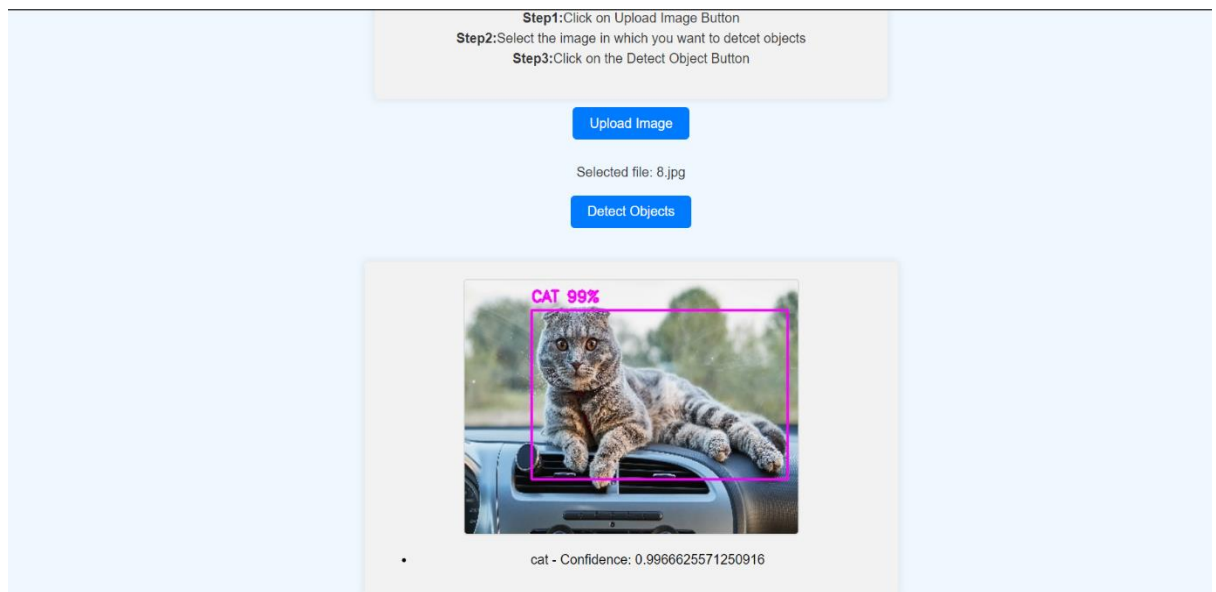 Step1:Click on Upload Image Button
Step2:Select the image in which you want to detcet objects
Step3:Click on the Detect Object Button
Upload Image
Selected file: 8.jpg
Detect Objects
CAT 99%
cat - Confidence: 0.9966625571250916